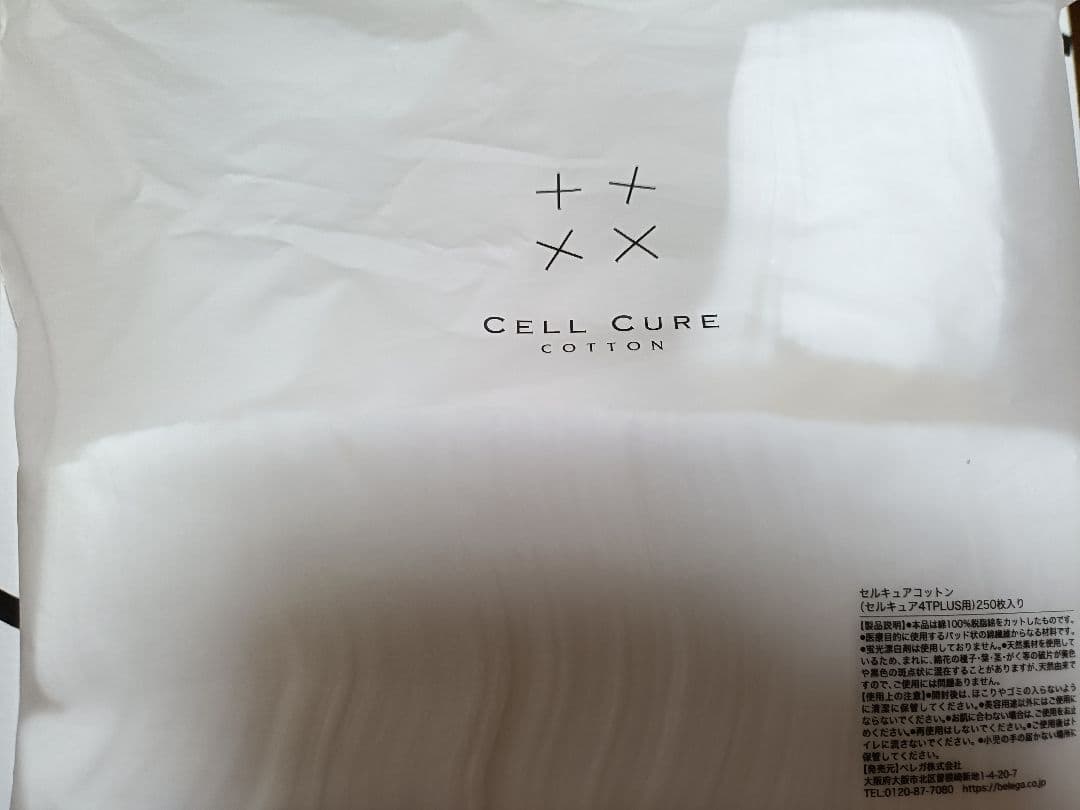 CELL CURE
COTTON
セルキュアコットン
(セルキュア4TPLUS用)250枚入り
【製品説明】●本品は綿100%脱脂綿をカットしたものです。
●医療目的に使用するパッド状の綿繊維からなる材料です。
●蛍光漂白剤は使用しておりません。●天然素材を使用して
いるため、まれに、綿花の種子・葉・茎・がく等の破片が黄色
や黒色の斑点状に混在することがありますが、天然由来で
すので、ご使用には問題ありません。
【使用上の注意】●開封後は、ほこりやゴミの入らないよう
に清潔に保管してください。●美容用途以外にはご使用に
ならないでください。●お肌に合わない場合は、ご使用をお止
めください。●再使用はしないでください。●ご使用後はト
イレに流さないでください。●小児の手の届かない場所に
保管してください。
【発売元】ベレガ株式会社
大阪府大阪市北区曽根崎新地1-4-20-7
TEL:0120-87-7080 https://belega.co.jp